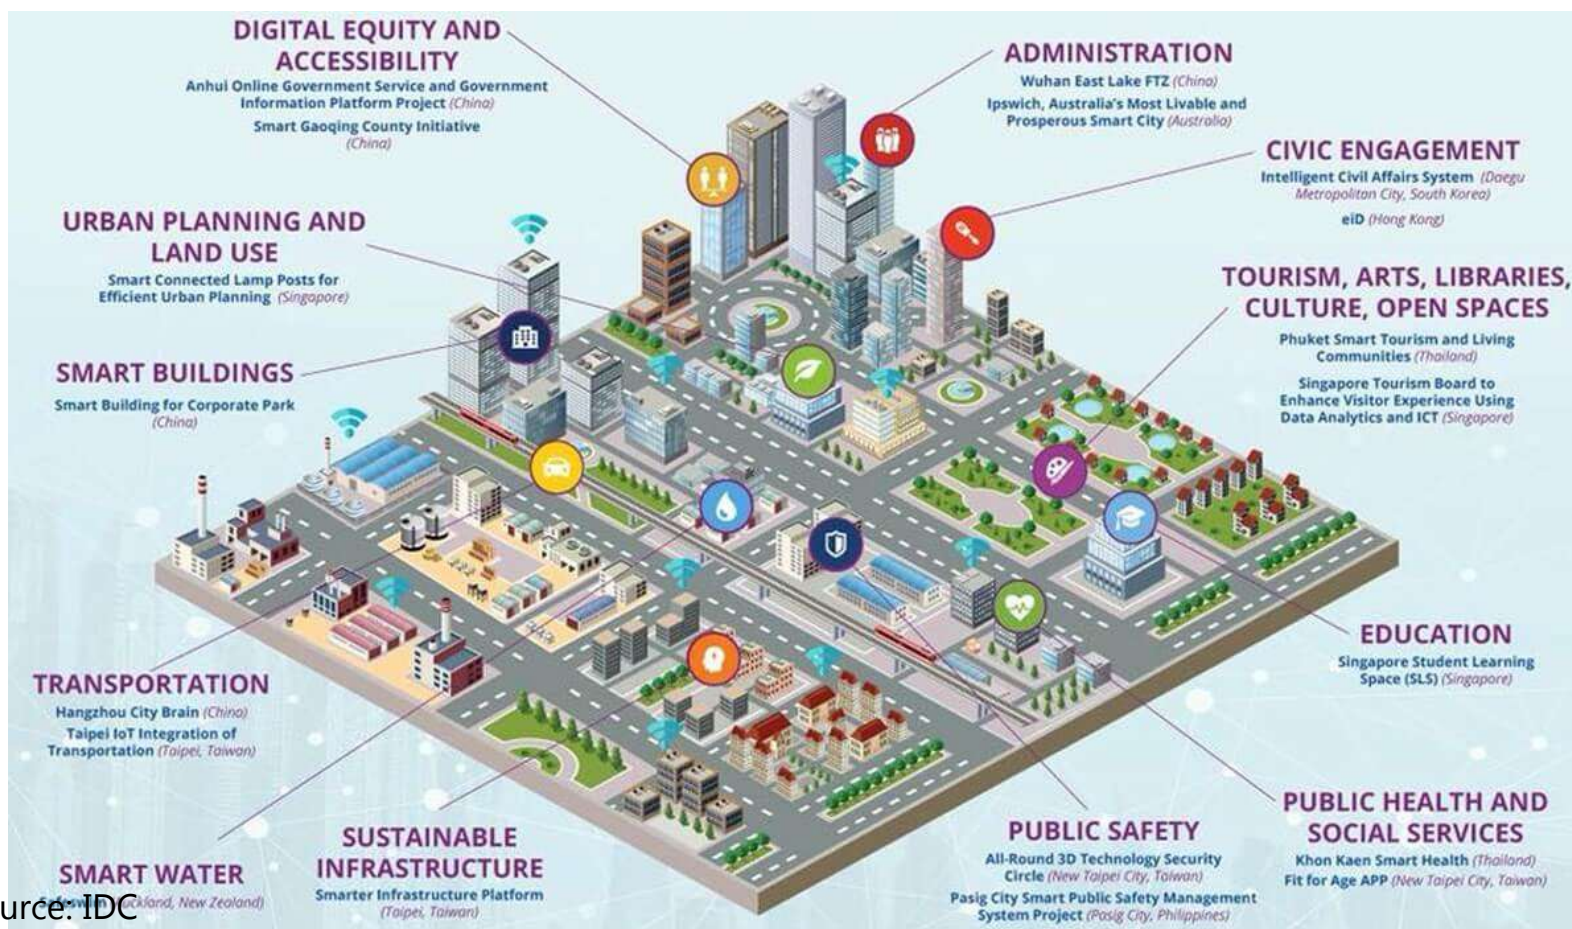 DIGITAL EQUITY AND
ACCESSIBILITY
Anhui Online Government Service and Government
Information Platform Project (China)
Smart Gaoqing County Initiative
(China)
ADMINISTRATION
Wuhan East Lake FTZ (China)
Ipswich, Australia's Most Livable and
Prosperous Smart City (Australia)
CIVIC ENGAGEMENT
Intelligent Civil Affairs System (Daegu
Metropolitan City, South Korea)
eiD (Hong Kong)
URBAN PLANNING AND
LAND USE
Smart Connected Lamp Posts for
Efficient Urban Planning (Singapore)
TOURISM, ARTS, LIBRARIES,
CULTURE, OPEN SPACES
Phuket Smart Tourism and Living
Communities (Thailand)
Singapore Tourism Board to
Enhance Visitor Experience Using
Data Analytics and ICT (Singapore)
SMART BUILDINGS
Smart Building for Corporate Park
(China)
EDUCATION
Singapore Student Learning
Space (SLS) (Singapore)
TRANSPORTATION
Hangzhou City Brain (China)
Taipei IoT Integration of
Transportation (Taipei, Taiwan)
SMART WATER
Safeswim (Auckland, New Zealand)
urce: IDC
SUSTAINABLE
INFRASTRUCTURE
Smarter Infrastructure Platform
(Taipei, Taiwan)
PUBLIC SAFETY
All-Round 3D Technology Security
Circle (New Taipei City, Taiwan)
Pasig City Smart Public Safety Management
System Project (Pasig City, Philippines)
PUBLIC HEALTH AND
SOCIAL SERVICES
Khon Kaen Smart Health (Thailand)
Fit for Age APP (New Taipei City, Taiwan)